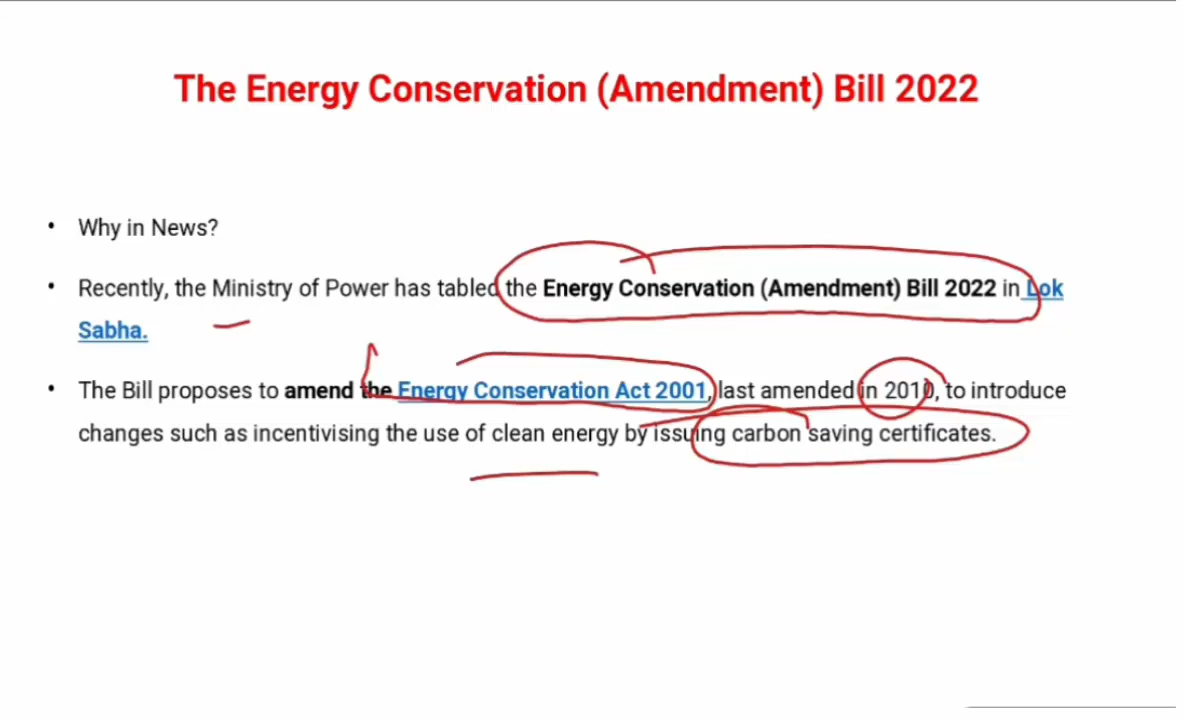 The Energy Conservation (Amendment) Bill 2022
• Why in News?
• Recently, the Ministry of Power has tabled the Energy Conservation (Amendment) Bill 2022 in Lok
Sabha.
• The Bill proposes to amend the Energy Conservation Act 2001, last amended in 2010, to introduce
changes such as incentivising the use of clean energy by issuing carbon saving certificates.